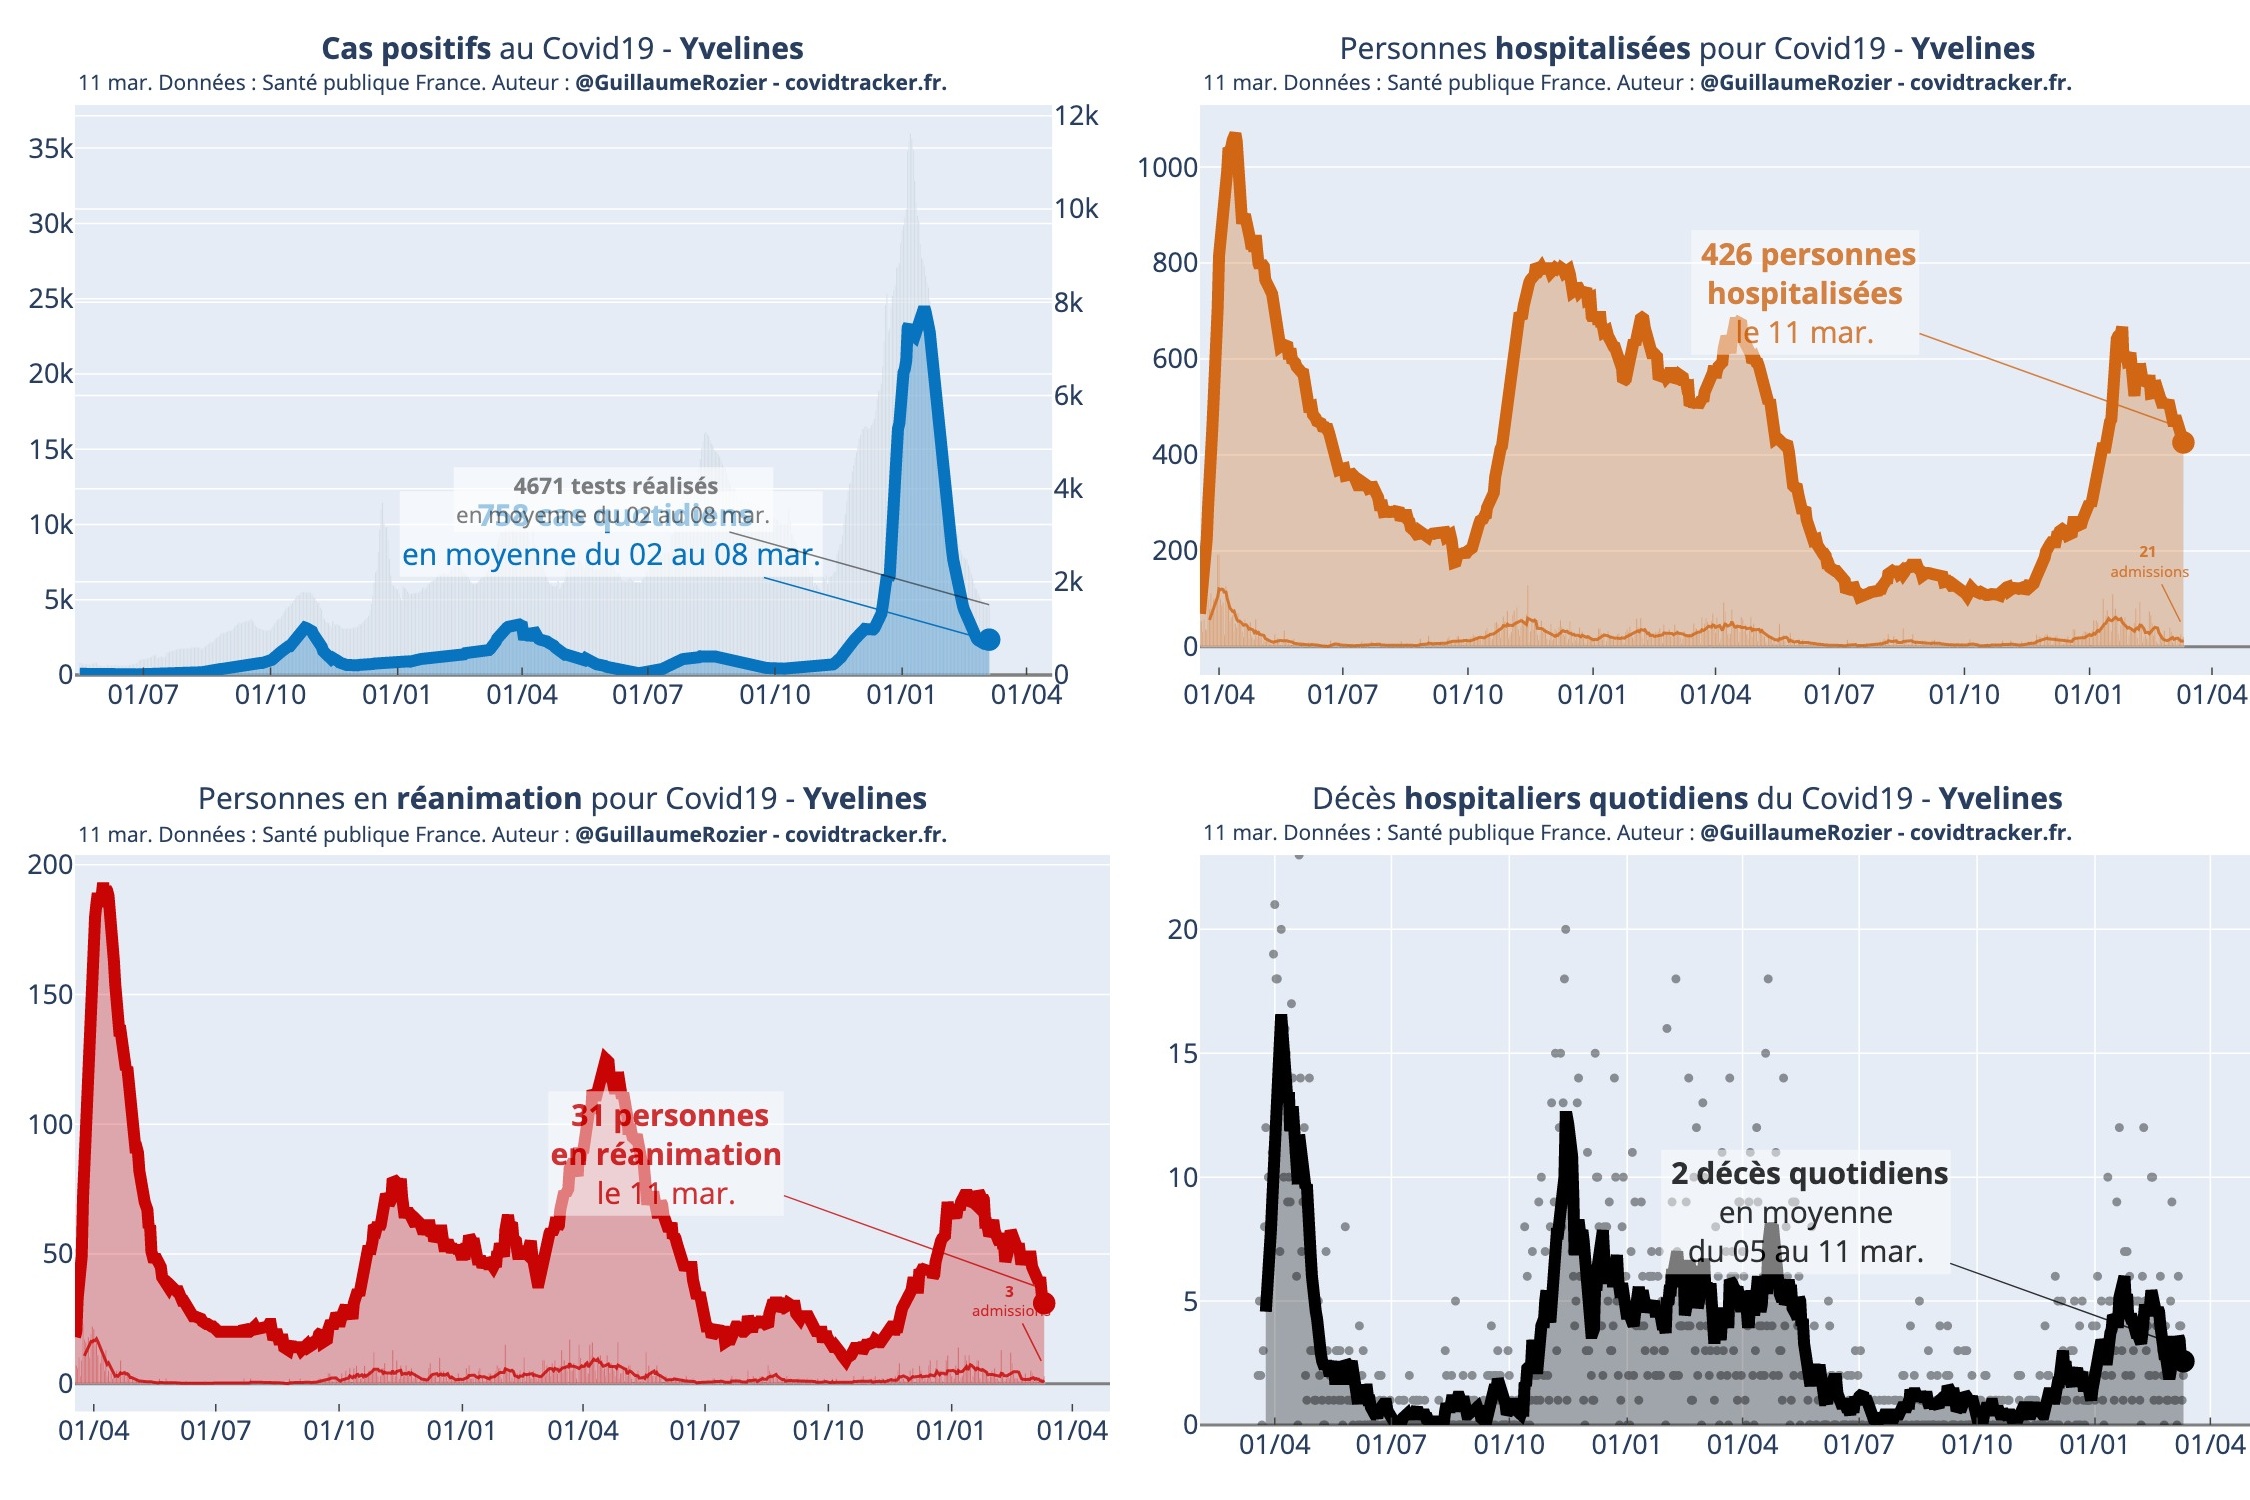 Cas positifs au Covid19 - Yvelines
11 mar. Données : Santé publique France. Auteur : @GuillaumeRozier - covidtracker.fr.
35k
30k
25k
20k
15k
10k
5k
0
12k
10k
8k
6k
4k
2k
0
4671 tests réalisés
en moyenne du 02 au 08 mar.
758 cas quotidiens
en moyenne du 02 au 08 mar.
01/07 01/10 01/01 01/04 01/07 01/10 01/01 01/04
Personnes hospitalisées pour Covid19 - Yvelines
11 mar. Données : Santé publique France. Auteur : @GuillaumeRozier - covidtracker.fr.
1000
800
600
400
200
0
426 personnes
hospitalisées
le 11 mar.
21
admissions
01/04 01/07 01/10 01/01 01/04 01/07 01/10 01/01 01/04
Personnes en réanimation pour Covid19 - Yvelines
11 mar. Données : Santé publique France. Auteur : @GuillaumeRozier - covidtracker.fr.
200
150
100
50
0
31 personnes
en réanimation
le 11 mar.
3
admissions
01/04 01/07 01/10 01/01 01/04 01/07 01/10 01/01 01/04
Décès hospitaliers quotidiens du Covid19 - Yvelines
11 mar. Données : Santé publique France. Auteur : @GuillaumeRozier - covidtracker.fr.
20
15
10
5
0
2 décès quotidiens
en moyenne
du 05 au 11 mar.
01/04 01/07 01/10 01/01 01/04 01/07 01/10 01/01 01/04